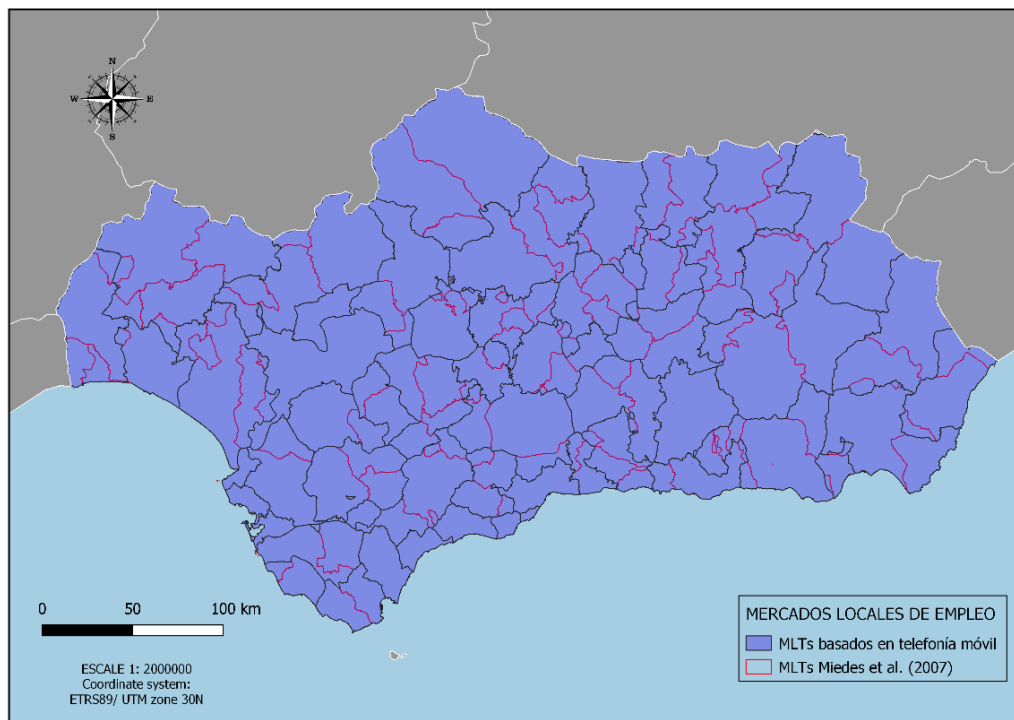 N
W E
S
0 50 100 km
ESCALE 1: 2000000
Coordinate system:
ETRS89/ UTM zone 30N
MERCADOS LOCALES DE EMPLEO
MLTs basados en telefonía móvil
MLTs Miedes et al. (2007)